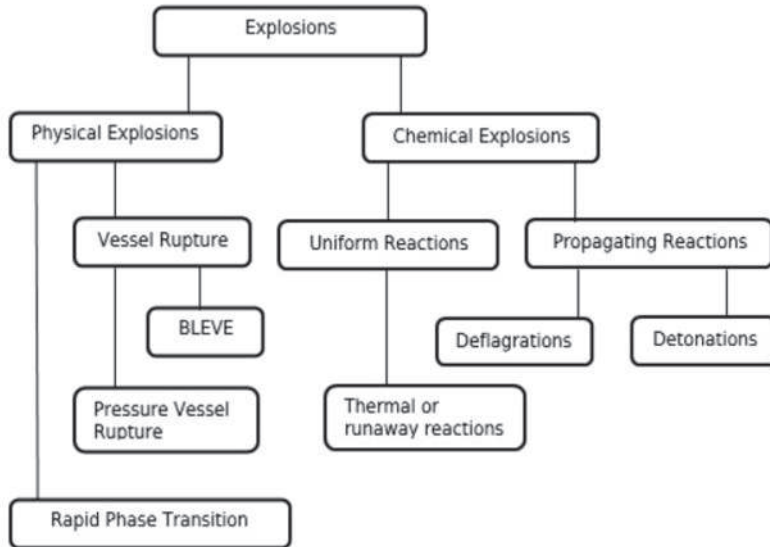 Explosions
Physical Explosions
Chemical Explosions
Vessel Rupture
Uniform Reactions
Propagating Reactions
BLEVE
Deflagrations
Detonations
Pressure Vessel
Rupture
Thermal or
runaway reactions
Rapid Phase Transition